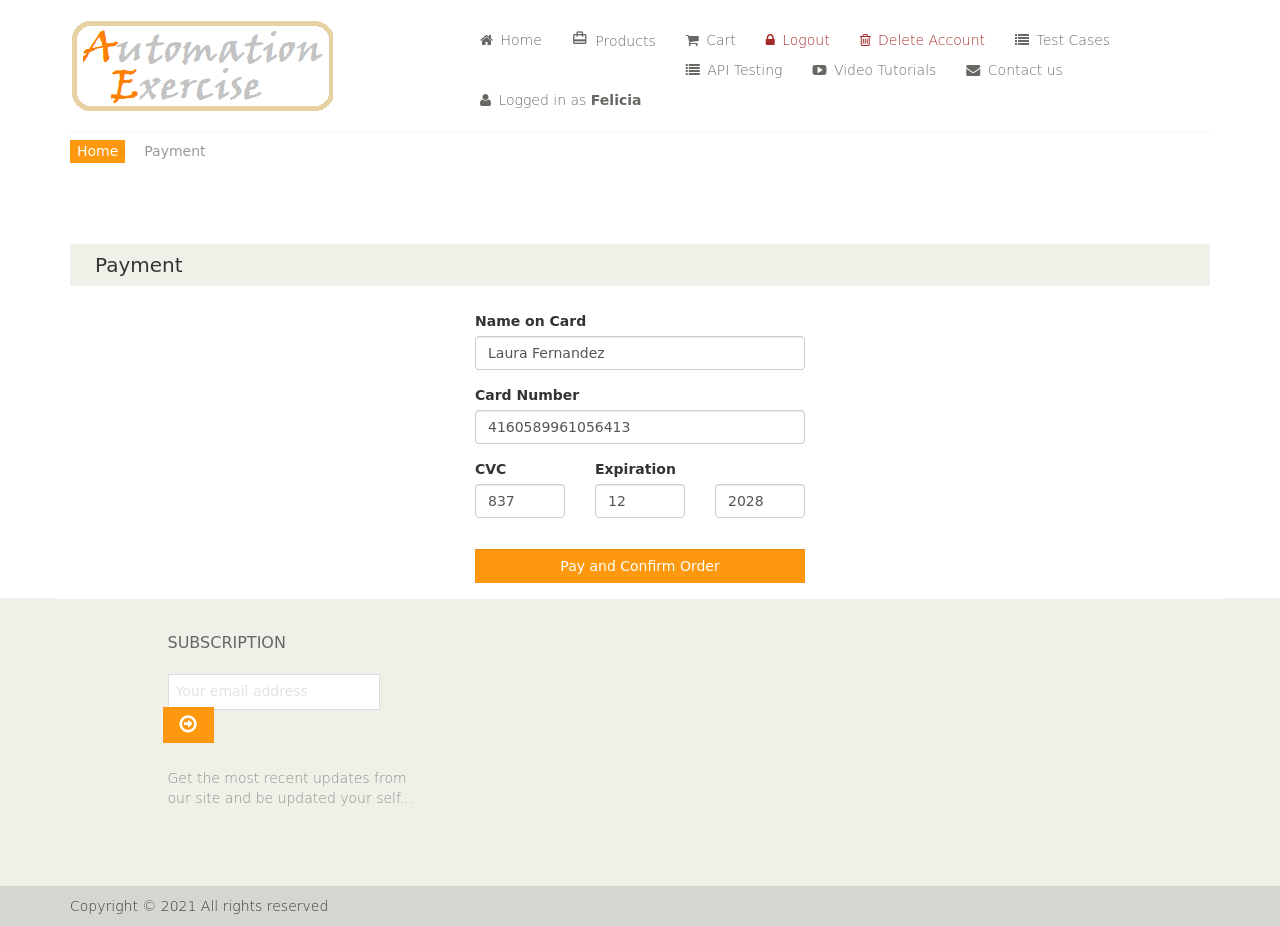 Automation
Exercise
Home
Products
Cart
Logout
Delete Account
Test Cases
API Testing
Video Tutorials
Contact us
Logged in as Felicia
Home
Payment
Payment
Name on Card
Laura Fernandez
Card Number
4160589961056413
CVC
Expiration
837
12
2028
Pay and Confirm Order
SUBSCRIPTION
Your email address
Get the most recent updates from
our site and be updated your self...
Copyright © 2021 All rights reserved